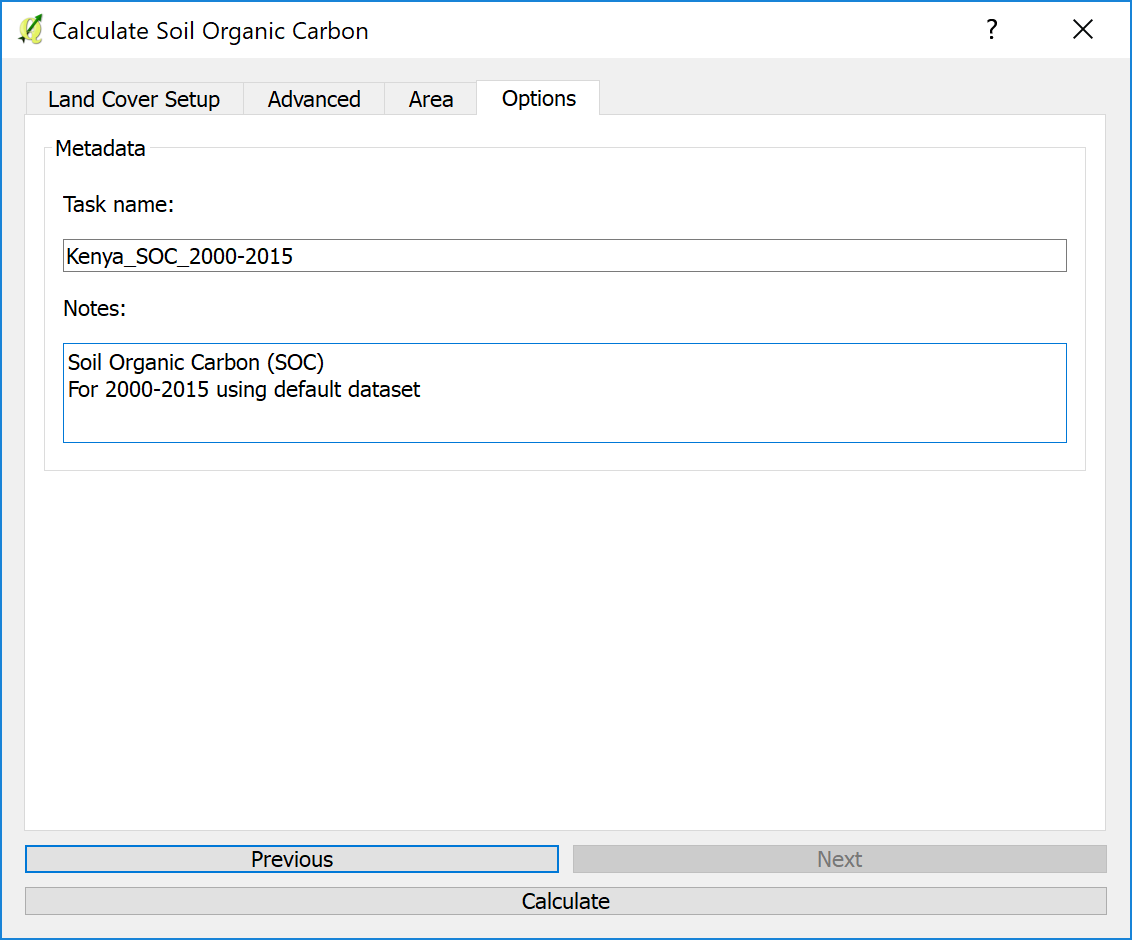 Calculate Soil Organic Carbon
?
Land Cover Setup
Advanced
Area
Options
Metadata
Task name:
Kenya_SOC_2000-2015
Notes:
Soil Organic Carbon (SOC)
For 2000-2015 using default dataset
Previous
Next
Calculate